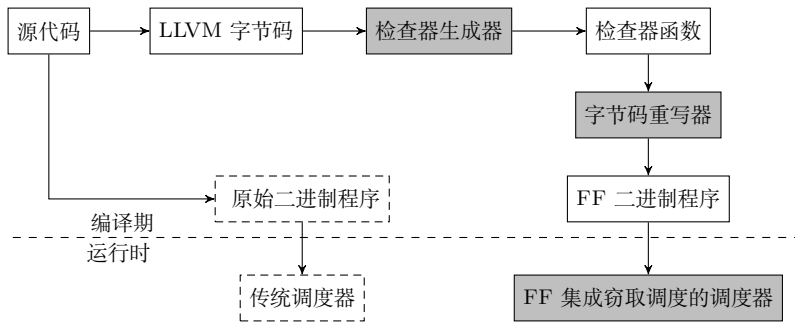 源代码
LLVM 字节码
检查器生成器
检查器函数
字节码重写器
原始二进制程序
FF 二进制程序
编译期
运行时
传统调度器
FF 集成窃取调度的调度器